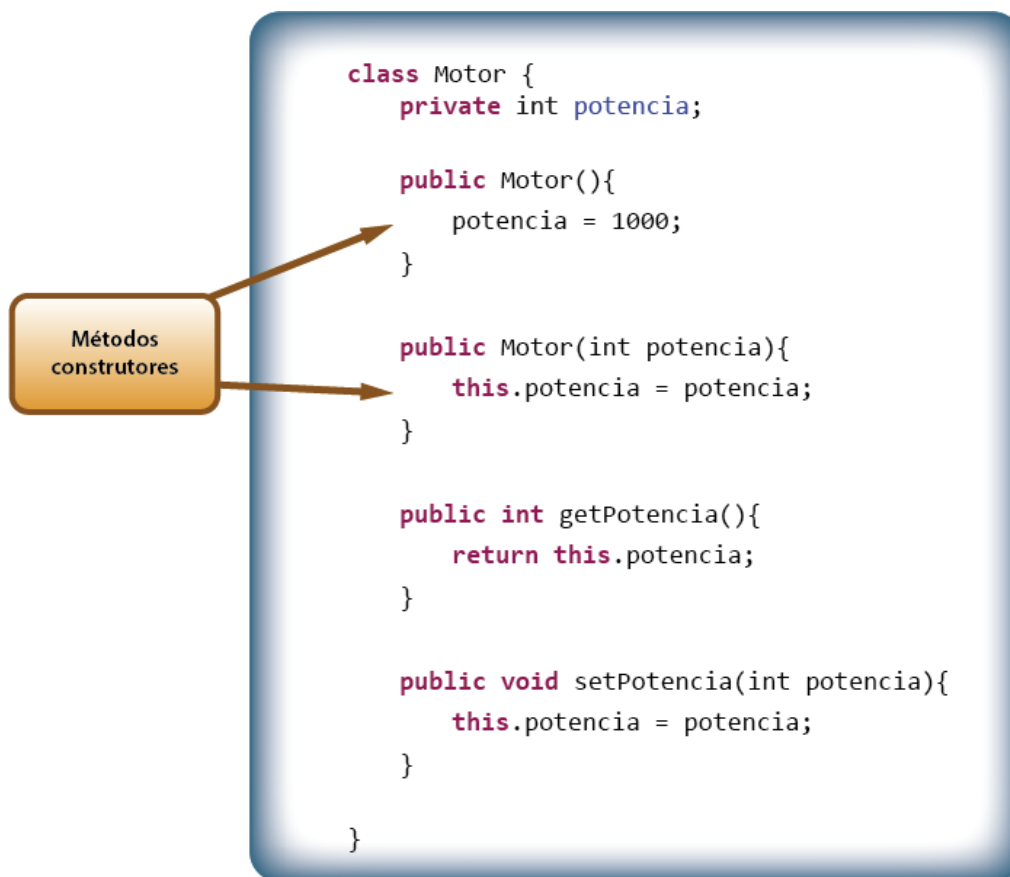 class Motor {
private int potencia;
public Motor(){
potencia = 1000;
}
Métodos
construtores
public Motor(int potencia){
this.potencia = potencia;
}
public int getPotencia(){
return this.potencia;
}
public void setPotencia(int potencia){
this.potencia = potencia;
}
}